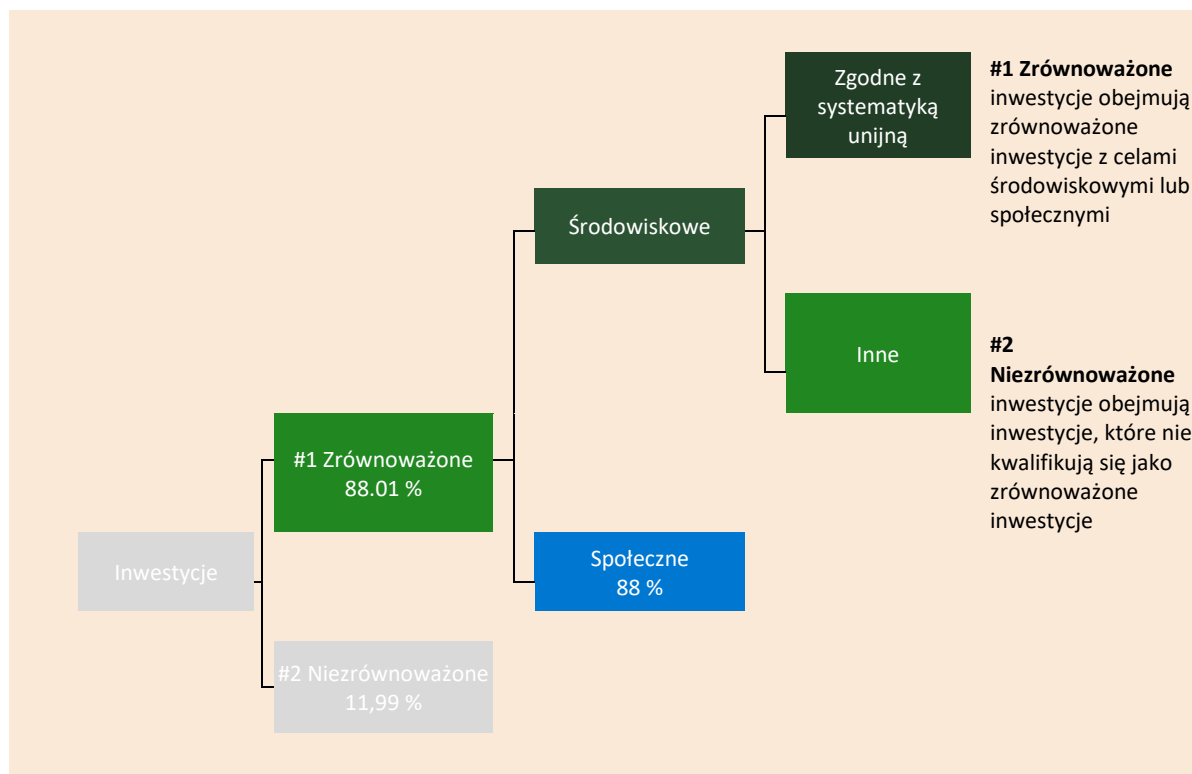 Zgodne z
systematyką
unijną
#1 Zrównoważone
inwestycje obejmują
zrównoważone
inwestycje z celami
środowiskowymi lub
społecznymi
Środowiskowe
Inne
#2
Niezrównoważone
inwestycje obejmują
inwestycje, które nie
kwalifikują się jako
zrównoważone
inwestycje
#1 Zrównoważone
88.01 %
Inwestycje
Społeczne
88 %
#2 Niezrównoważone
11,99 %